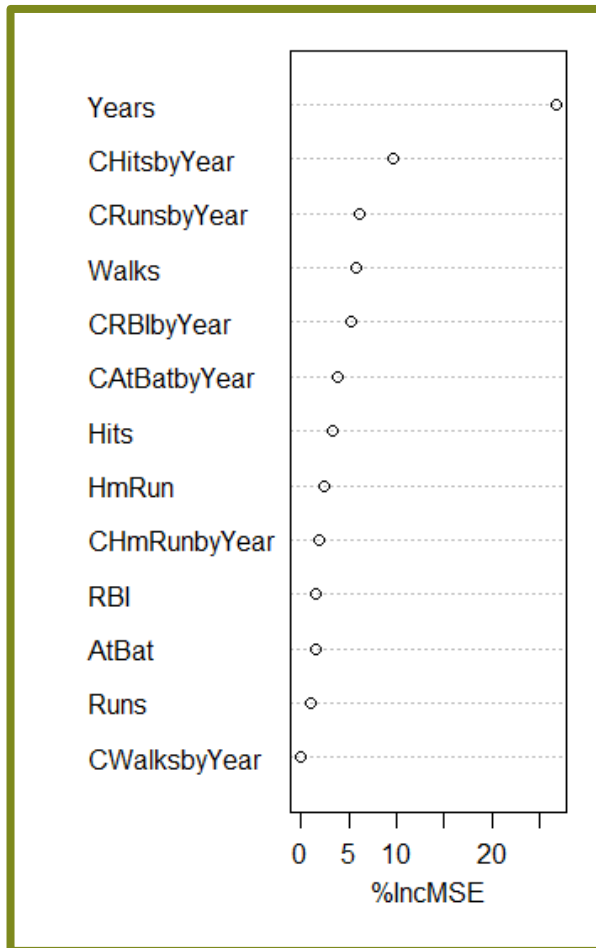 Years
CHitsbyYear
CRunsbyYear
Walks
CRBIbyYear
CAtBatbyYear
Hits
HmRun
CHmRunbyYear
RBI
AtBat
Runs
CWalksbyYear
0 5 10 20
%IncMSE